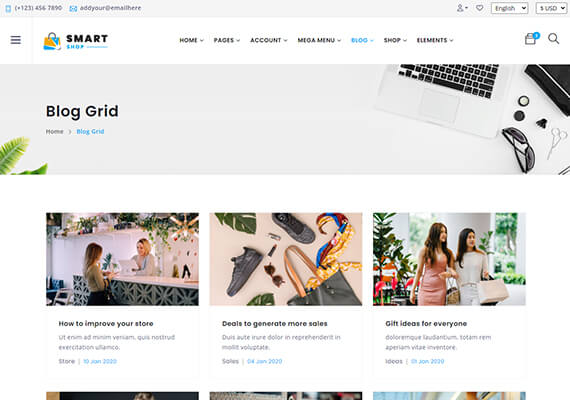 (+123) 456 7890 addyour@emailhere English $ USD
SMART
SHOP
HOME PAGES ACCOUNT MEGA MENU BLOG SHOP ELEMENTS
Blog Grid
Home > Blog Grid
How to improve your store
Ut enim ad minim veniam, quis nostrud
exercitation ullamco.
Store | 10 Jan 2020
Deals to generate more sales
Duis aute irure dolor in reprehenderit in
mollit voluptate.
Sales | 04 Jan 2020
Gift ideas for everyone
doloremque laudantium, totam rem
aperiam vitae inventore.
Ideas | 01 Jan 2020